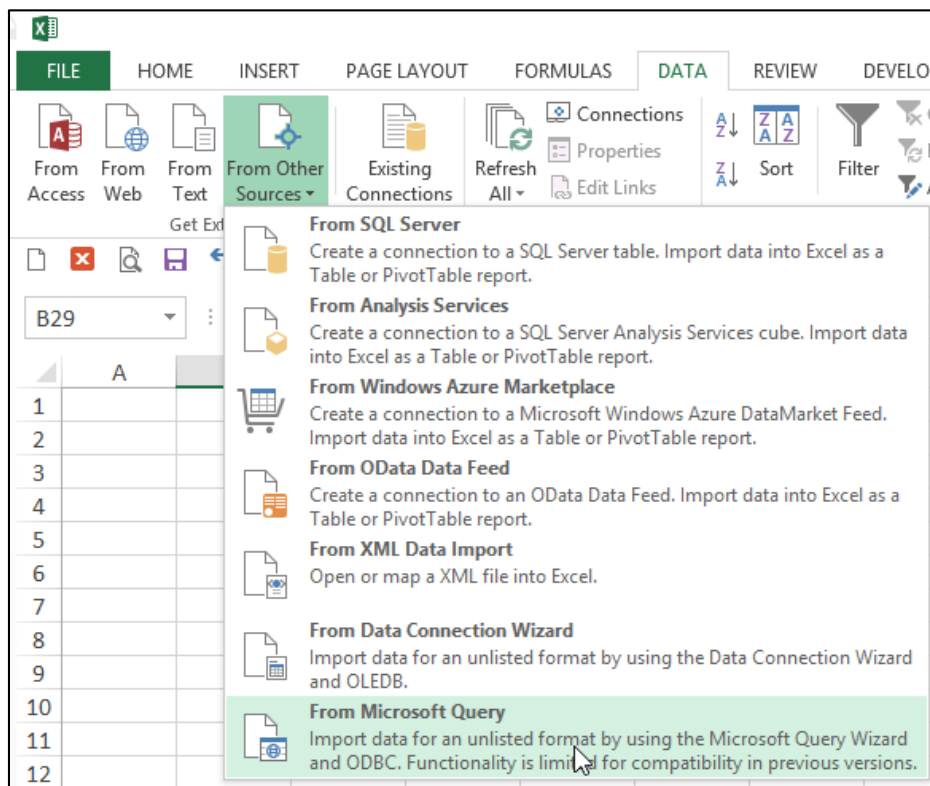 FILE HOME INSERT PAGE LAYOUT FORMULAS DATA REVIEW DEVELO
From Access
From Web
From Text
From Other Sources
Existing Connections
Refresh All
Connections
Properties
Edit Links
Sort
Filter
Get Ext
B29
From SQL Server
Create a connection to a SQL Server table. Import data into Excel as a
Table or PivotTable report.
From Analysis Services
Create a connection to a SQL Server Analysis Services cube. Import data
into Excel as a Table or PivotTable report.
From Windows Azure Marketplace
Create a connection to a Microsoft Windows Azure DataMarket Feed.
Import data into Excel as a Table or PivotTable report.
From OData Data Feed
Create a connection to an OData Data Feed. Import data into Excel as a
Table or PivotTable report.
From XML Data Import
Open or map a XML file into Excel.
From Data Connection Wizard
Import data for an unlisted format by using the Data Connection Wizard
and OLEDB.
From Microsoft Query
Import data for an unlisted format by using the Microsoft Query Wizard
and ODBC. Functionality is limited for compatibility in previous versions.
A
1
2
3
4
5
6
7
8
9
10
11
12